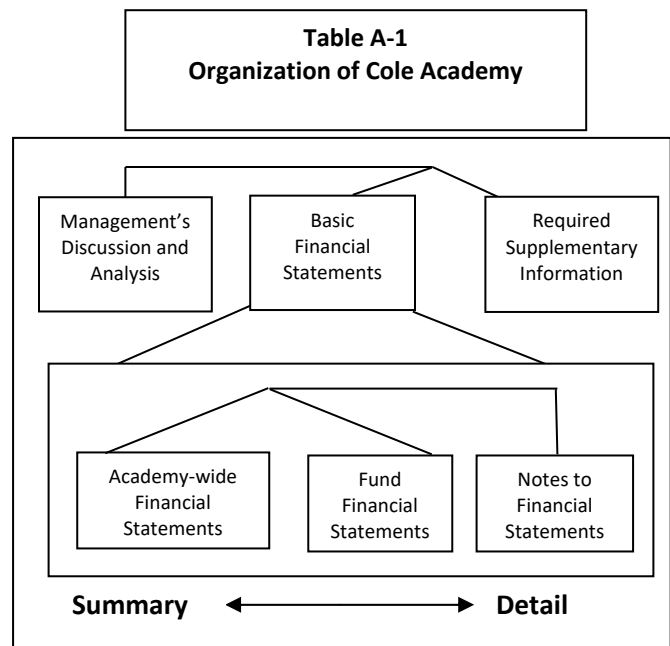 Table A-1
Organization of Cole Academy
Management’s
Discussion and
Analysis
Basic
Financial
Statements
Required
Supplementary
Information
Academy-wide
Financial
Statements
Fund
Financial
Statements
Notes to
Financial
Statements
Summary
Detail